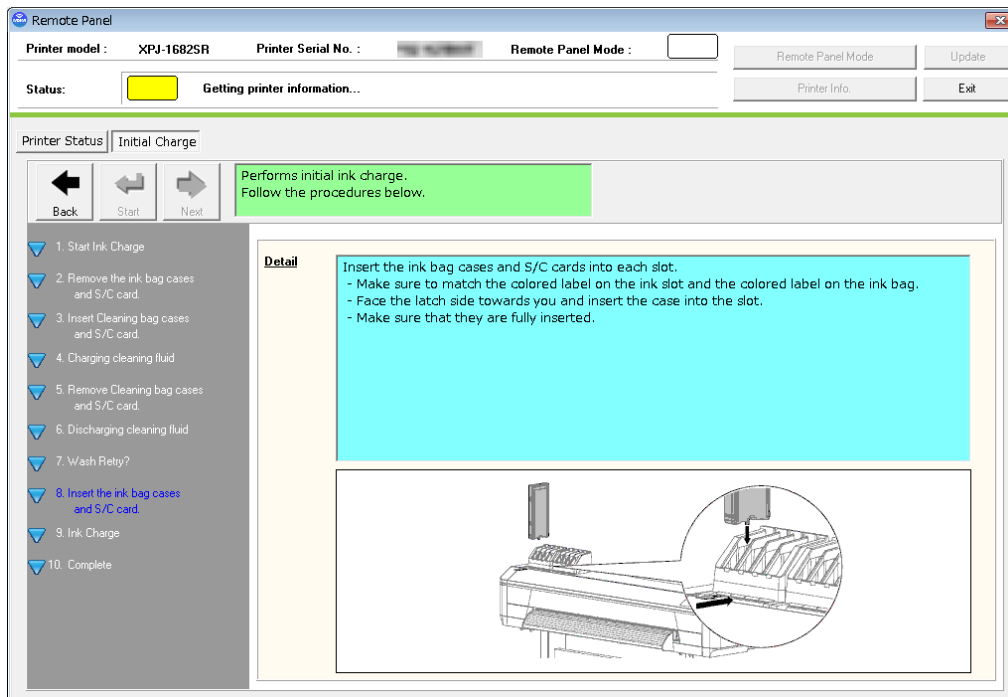 Remote Panel
Printer model : XPJ-1682SR Printer Serial No. : Remote Panel Mode :
Remote Panel Mode Update
Status: Getting printer information...
Printer Info. Exit
Printer Status Initial Charge
Performs initial ink charge.
Follow the procedures below.
Back Start Next
1. Start Ink Charge
2. Remove the ink bag cases
and S/C card.
3. Insert Cleaning bag cases
and S/C card.
4. Charging cleaning fluid
5. Remove Cleaning bag cases
and S/C card.
6. Discharging cleaning fluid
7. Wash Retry?
8. Insert the ink bag cases
and S/C card.
9. Ink Charge
10. Complete
Detail
Insert the ink bag cases and S/C cards into each slot.
- Make sure to match the colored label on the ink slot and the colored label on the ink bag.
- Face the latch side towards you and insert the case into the slot.
- Make sure that they are fully inserted.